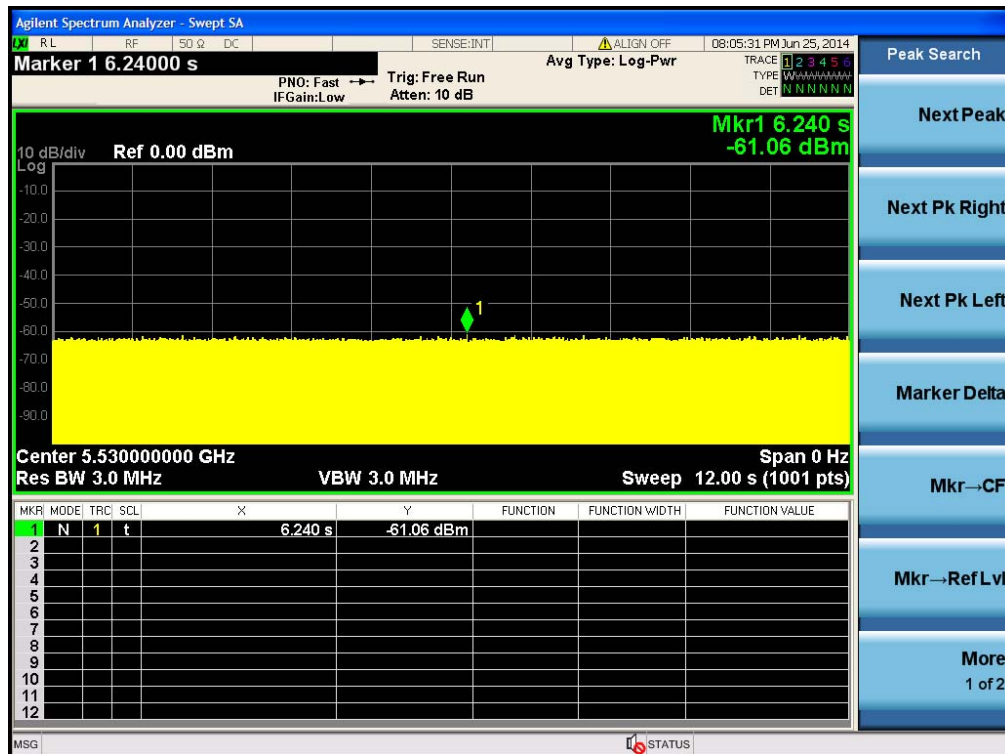 Agilent Spectrum Analyzer - Swept SA
LXI RL RF 50 Ω DC SENSE:INT ALIGN OFF 08:05:31 PM Jun 25, 2014
Marker 1 6.24000 s
PNO: Fast
IFGain:Low
Trig: Free Run
Atten: 10 dB
Avg Type: Log-Pwr
TRACE 1 2 3 4 5 6
TYPE W
DET N N N N N N
Mkr1 6.240 s
-61.06 dBm
10 dB/div Ref 0.00 dBm
Log
-10.0
-20.0
-30.0
-40.0
-50.0
-60.0
-70.0
-80.0
-90.0
1
Center 5.530000000 GHz Span 0 Hz
Res BW 3.0 MHz VBW 3.0 MHz Sweep 12.00 s (1001 pts)
MKR MODE TRC SCL X Y FUNCTION FUNCTION WIDTH FUNCTION VALUE
1 N 1 t 6.240 s -61.06 dBm
2
3
4
5
6
7
8
9
10
11
12
MSG STATUS
Peak Search
Next Peak
Next Pk Right
Next Pk Left
Marker Delta
Mkr→CF
Mkr→Ref Lvl
More
1 of 2